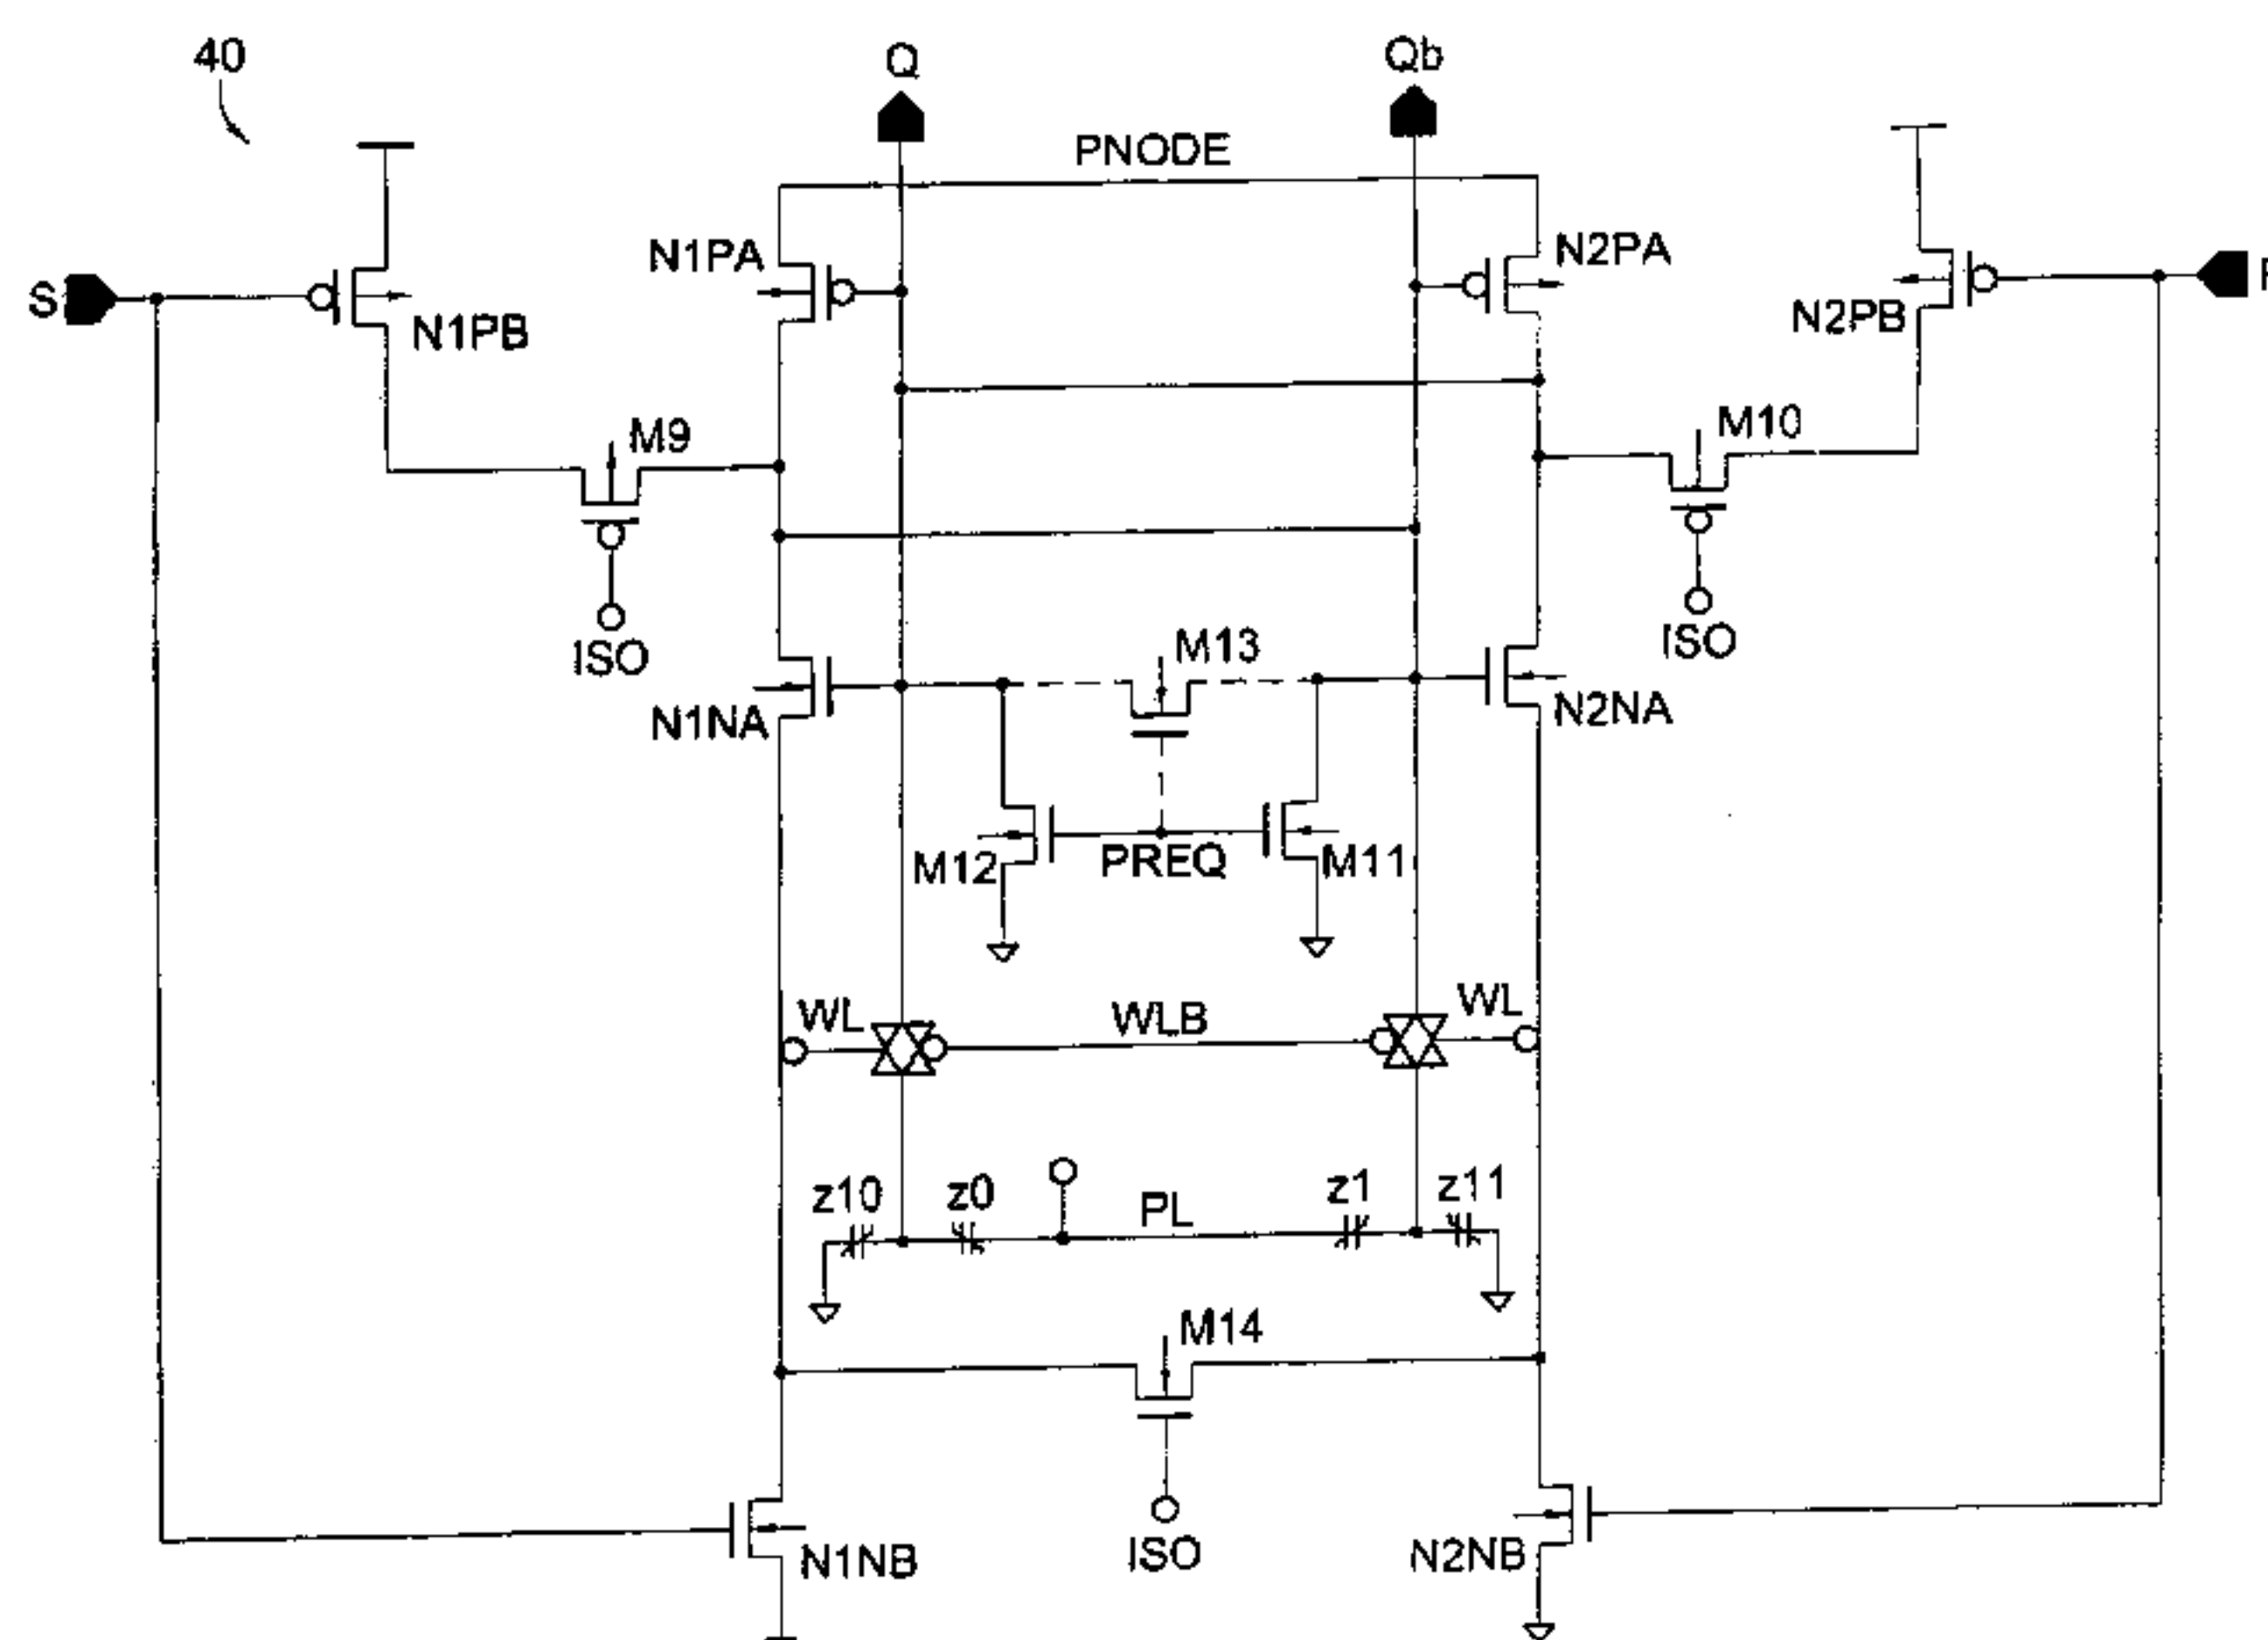 40
Q
Qb
PNODE
N1PA
N2PA
S
N1PB
N2PB
M9
M10
ISO
ISO
M13
N1NA
N2NA
M12
PREQ
M11
WL
WLB
WL
z10
z0
PL
z1
z11
M14
N1NB
ISO
N2NB